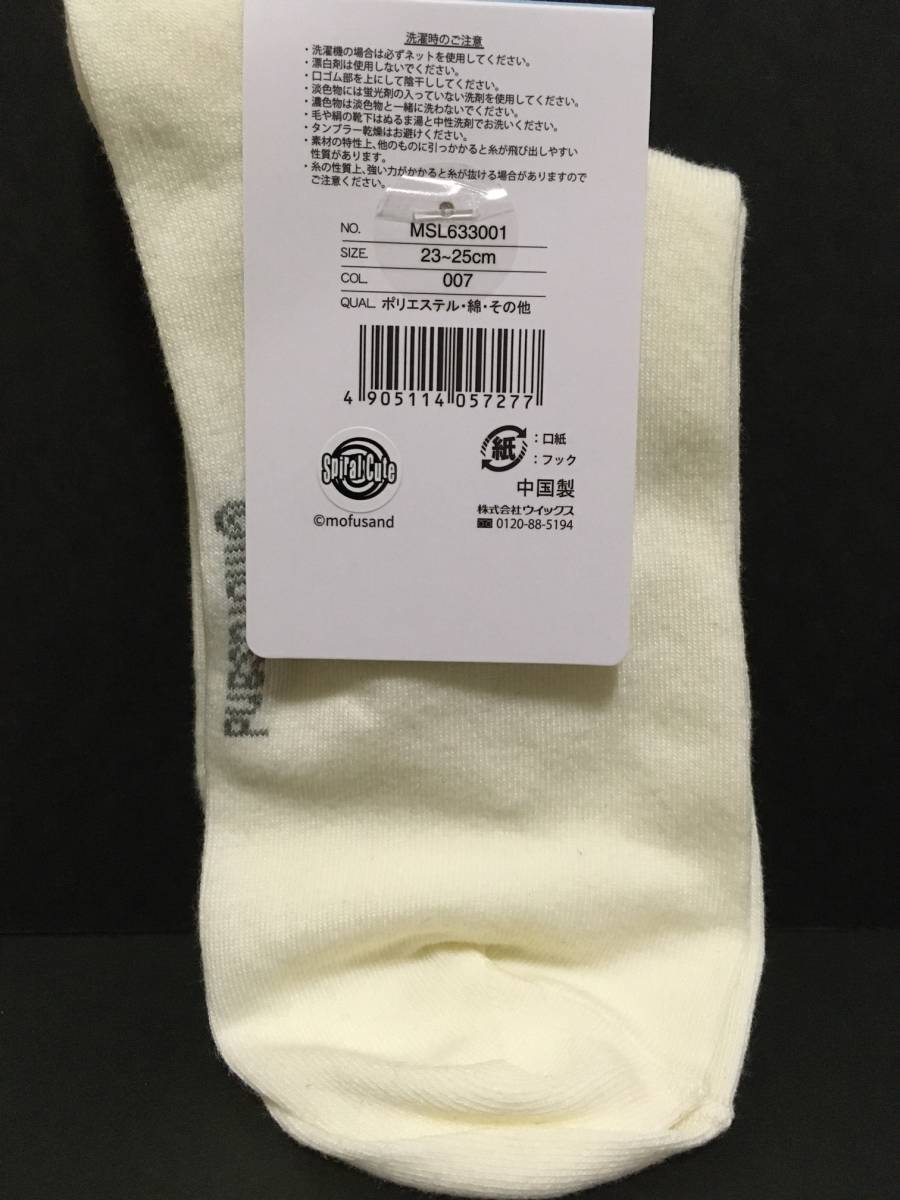 洗濯時のご注意
・洗濯機の場合は必ずネットを使用してください。
・漂白剤は使用しないでください。
・口ゴム部を上にして陰干ししてください。
・淡色物には蛍光剤の入っていない洗剤を使用してください。
・濃色物は淡色物と一緒に洗わないでください。
・毛や絹の靴下はぬるま湯と中性洗剤でお洗いください。
・タンブラー乾燥はお避けください。
・素材の特性上、他のものに引っかかると糸が飛び出しやすい
性質があります。
・糸の性質上、強い力がかかると糸が抜ける場合がありますので
ご注意ください。
NO. MSL633001
SIZE. 23~25cm
COL. 007
QUAL. ポリエステル・綿・その他
4 905114 057277
Spiral Cute
紙 :口紙
:フック
©mofusand
中国製
株式会社ウイックス
0120-88-5194
mofusand